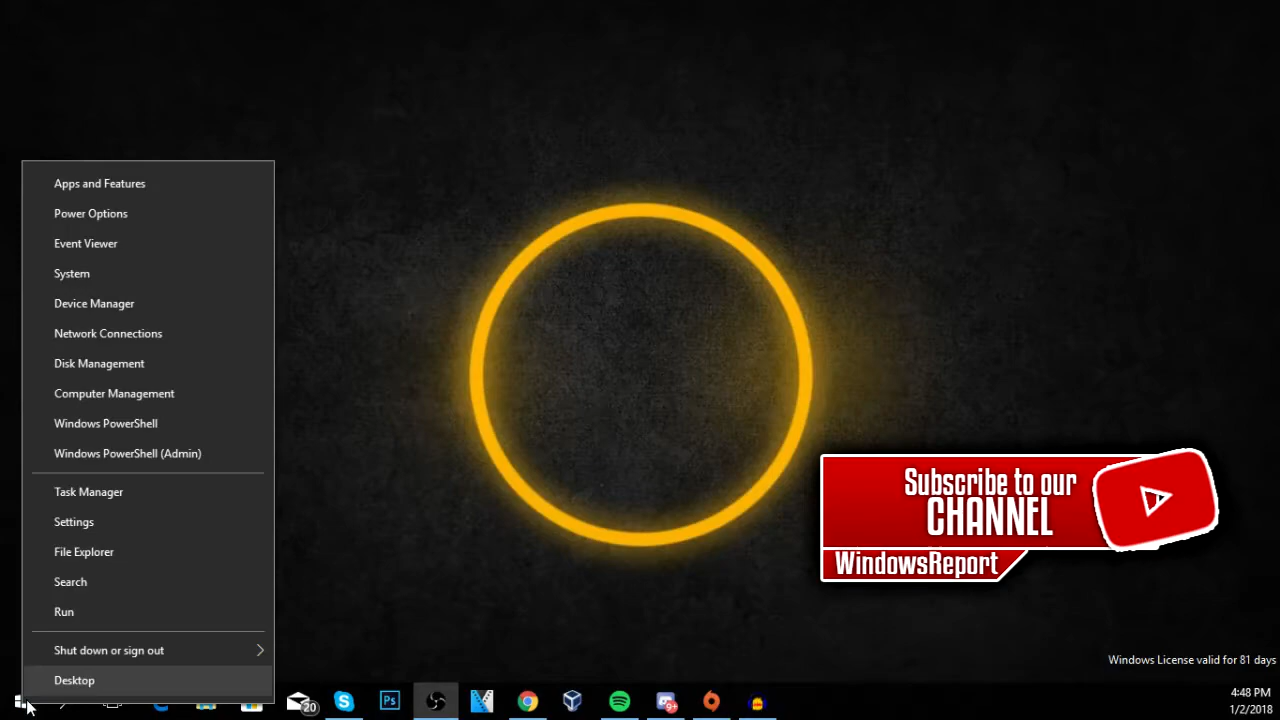 Apps and Features
Power Options
Event Viewer
System
Device Manager
Network Connections
Disk Management
Computer Management
Windows PowerShell
Windows PowerShell (Admin)
Task Manager
Settings
File Explorer
Search
Run
Shut down or sign out
Desktop
Subscribe to our
CHANNEL
WindowsReport
Windows License valid for 81 days
20
Ps
9+
4:48 PM
1/2/2018